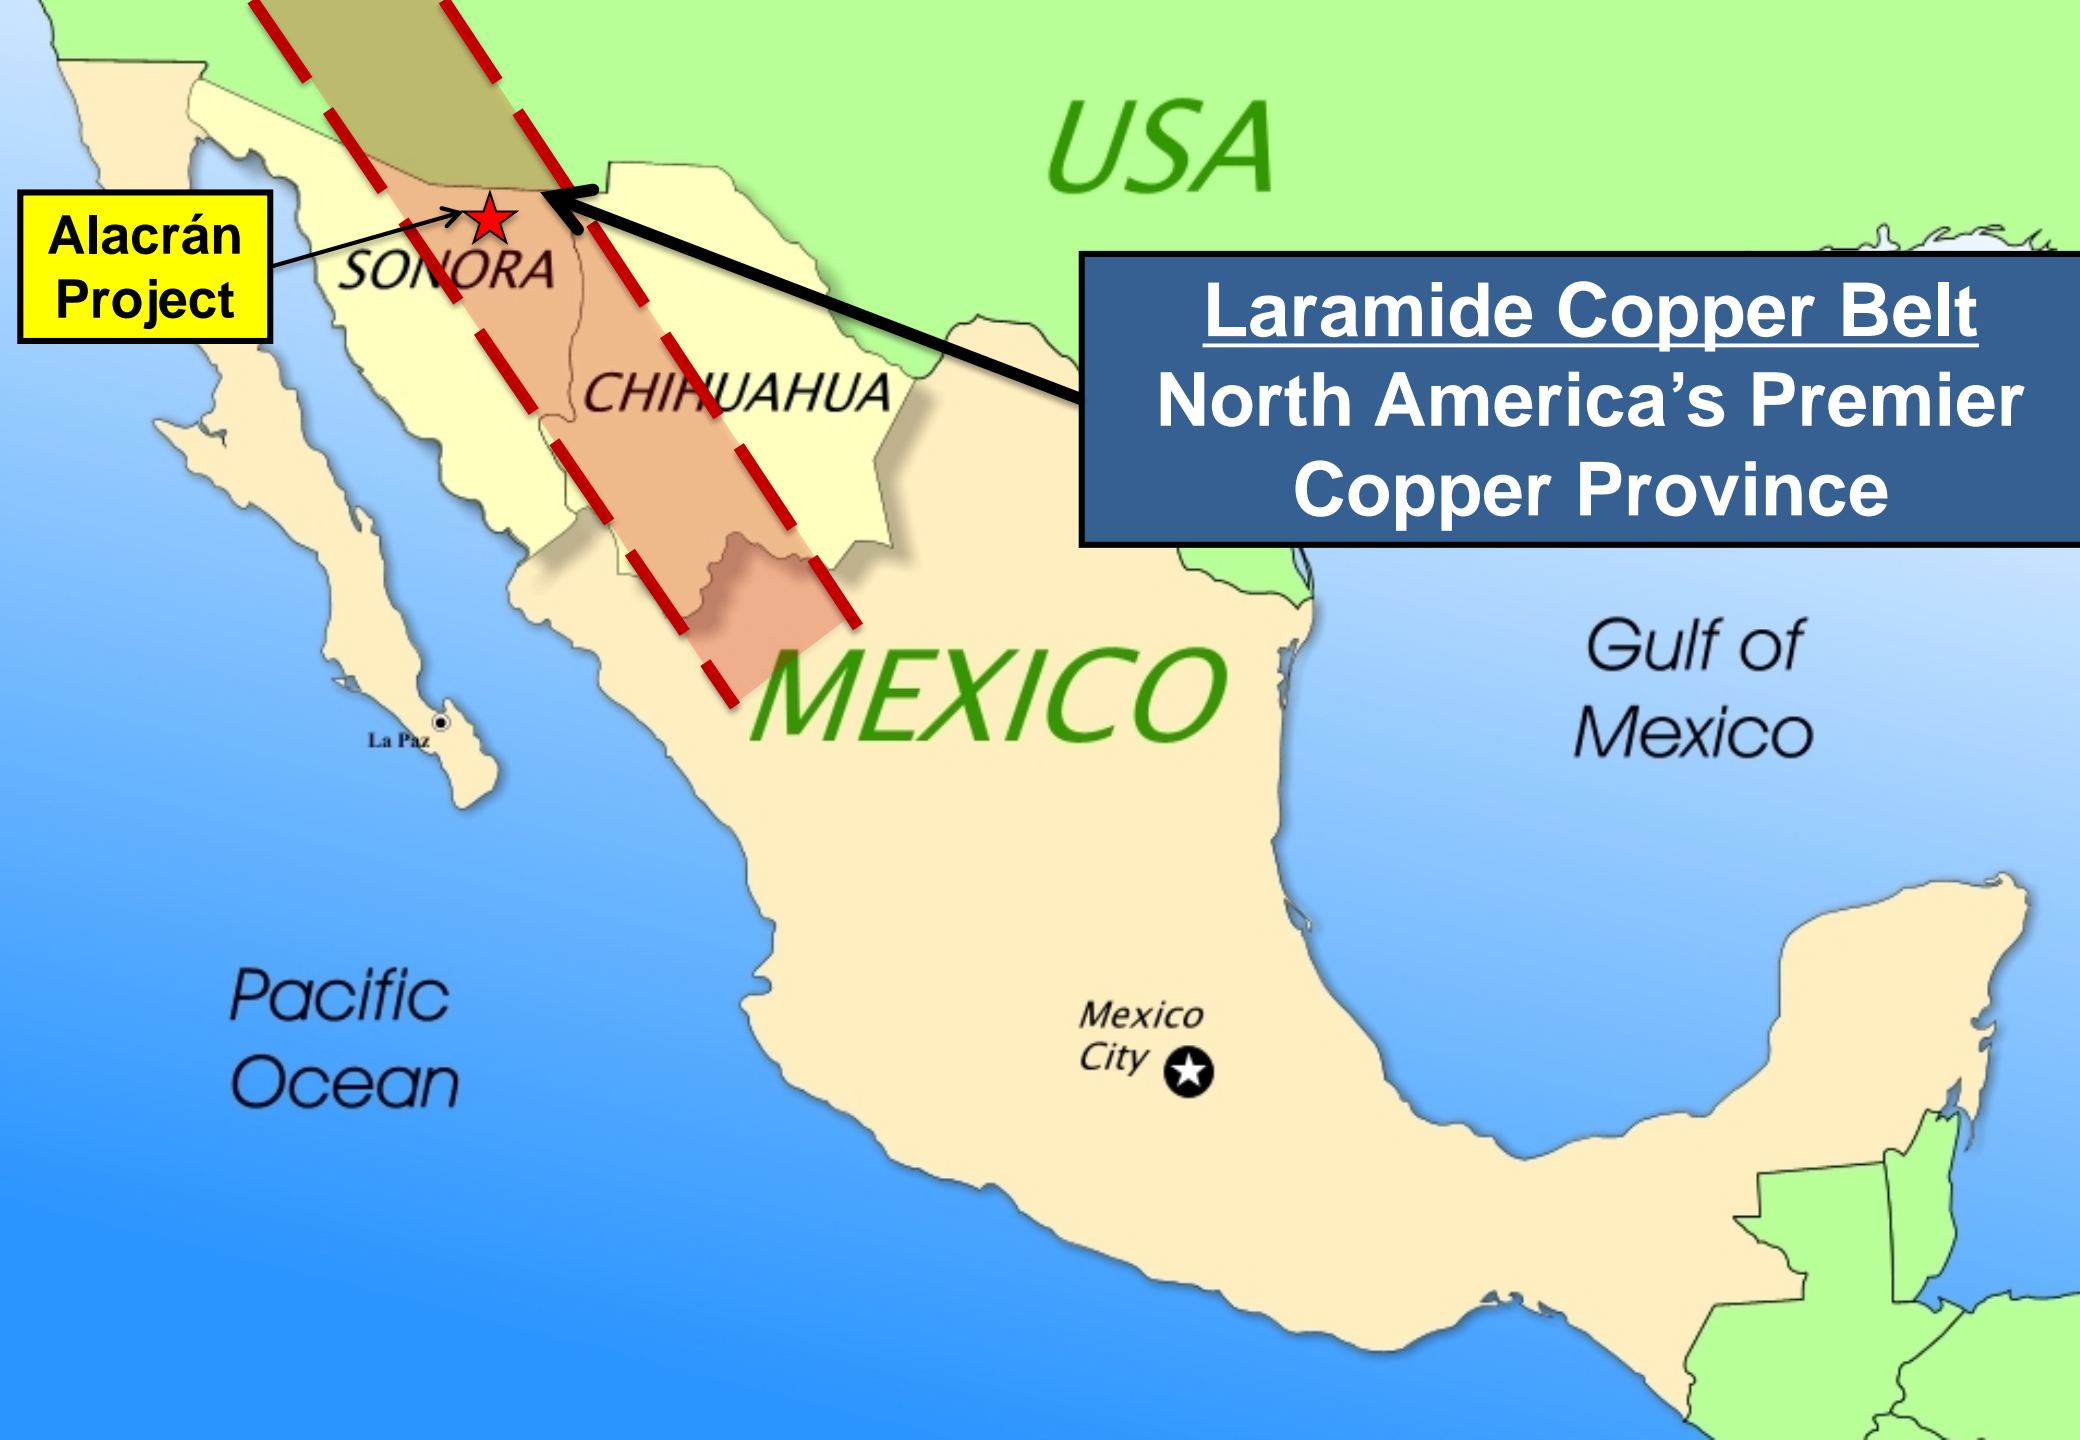 USA
Alacrán
Project
SONORA
Laramide Copper Belt
North America’s Premier
Copper Province
CHIHUAHUA
Gulf of
Mexico
MEXICO
La Paz
Pacific
Ocean
Mexico
City